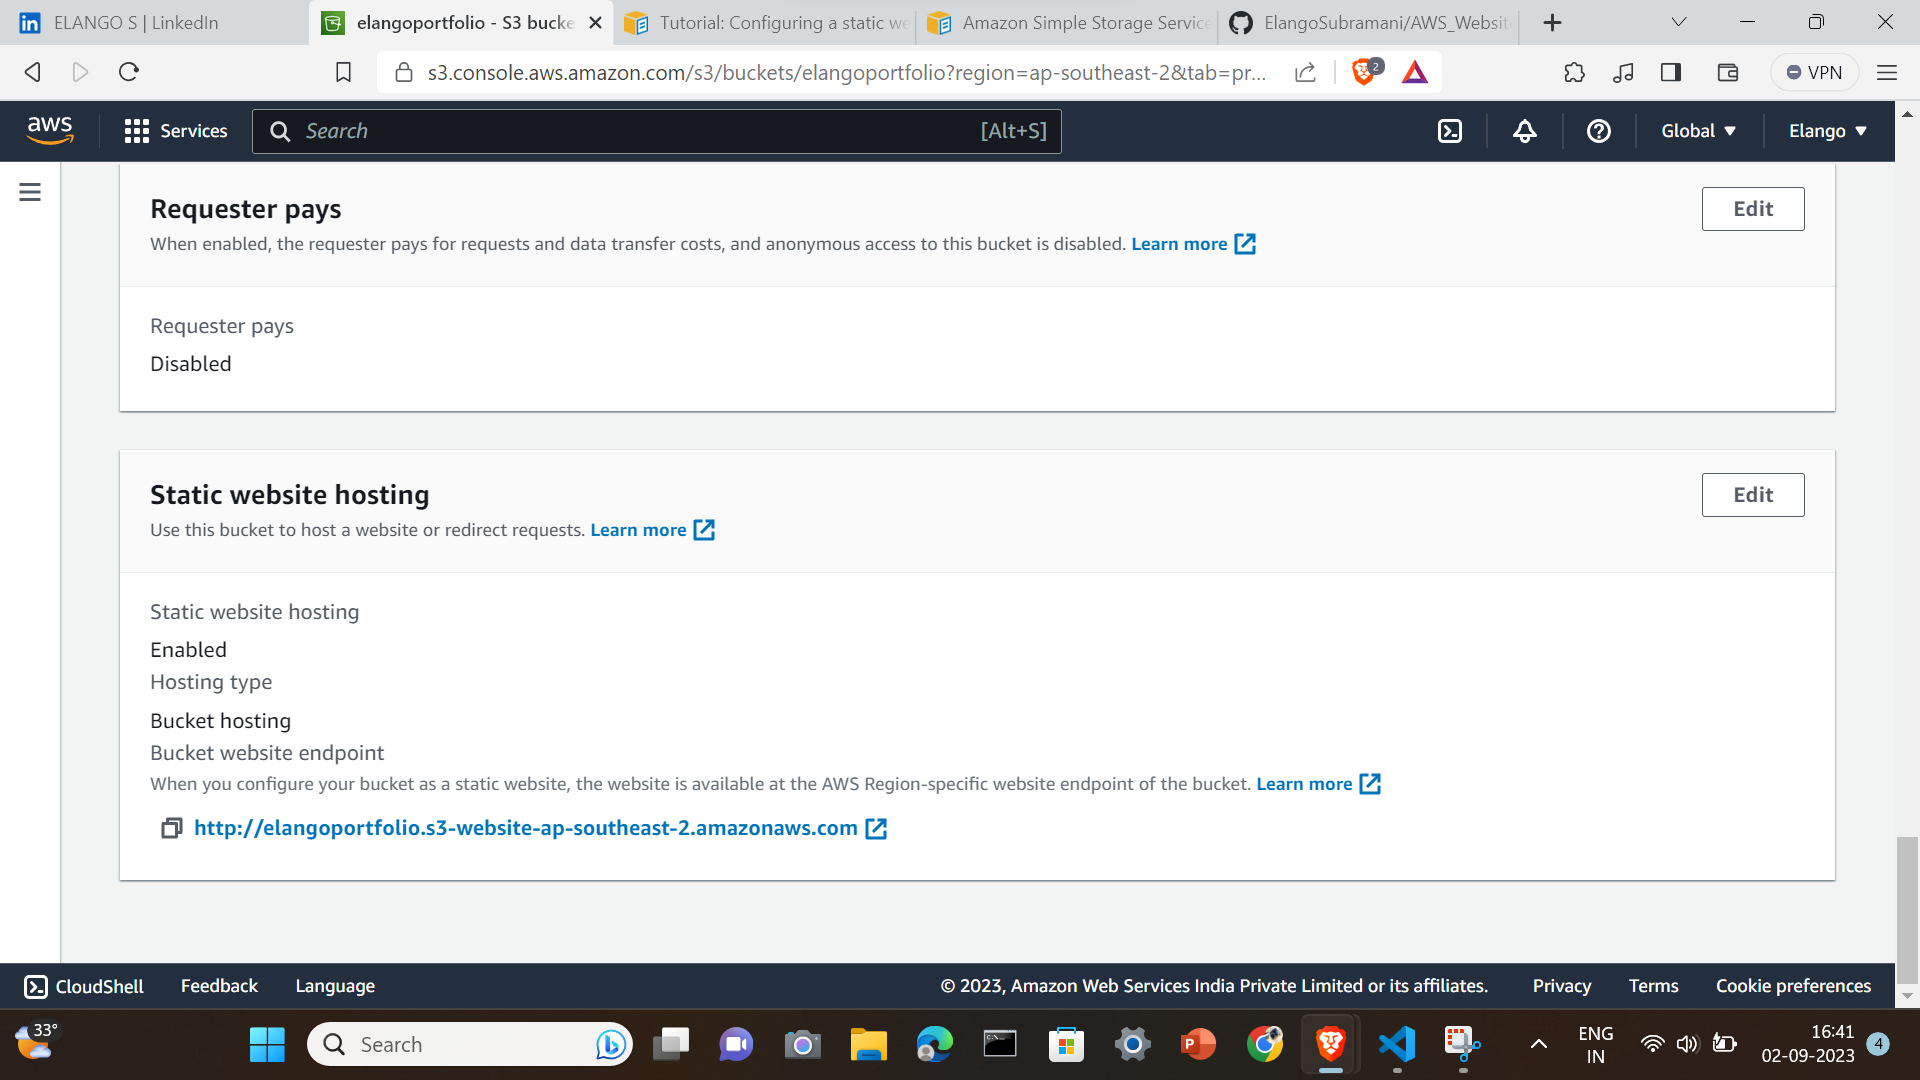 ELANGO S | LinkedIn
elangoportfolio - S3 bucke
Tutorial: Configuring a static we
Amazon Simple Storage Service
ElangoSubramani/AWS_Websit
s3.console.aws.amazon.com/s3/buckets/elangoportfolio?region=ap-southeast-2&tab=pr...
2
VPN
aws
Services
Search
[Alt+S]
Global
Elango
Requester pays
Edit
When enabled, the requester pays for requests and data transfer costs, and anonymous access to this bucket is disabled. Learn more
Requester pays
Disabled
Static website hosting
Edit
Use this bucket to host a website or redirect requests. Learn more
Static website hosting
Enabled
Hosting type
Bucket hosting
Bucket website endpoint
When you configure your bucket as a static website, the website is available at the AWS Region-specific website endpoint of the bucket. Learn more
http://elangoportfolio.s3-website-ap-southeast-2.amazonaws.com
CloudShell
Feedback
Language
© 2023, Amazon Web Services India Private Limited or its affiliates.
Privacy
Terms
Cookie preferences
33°
Search
ENG
IN
16:41
02-09-2023
4